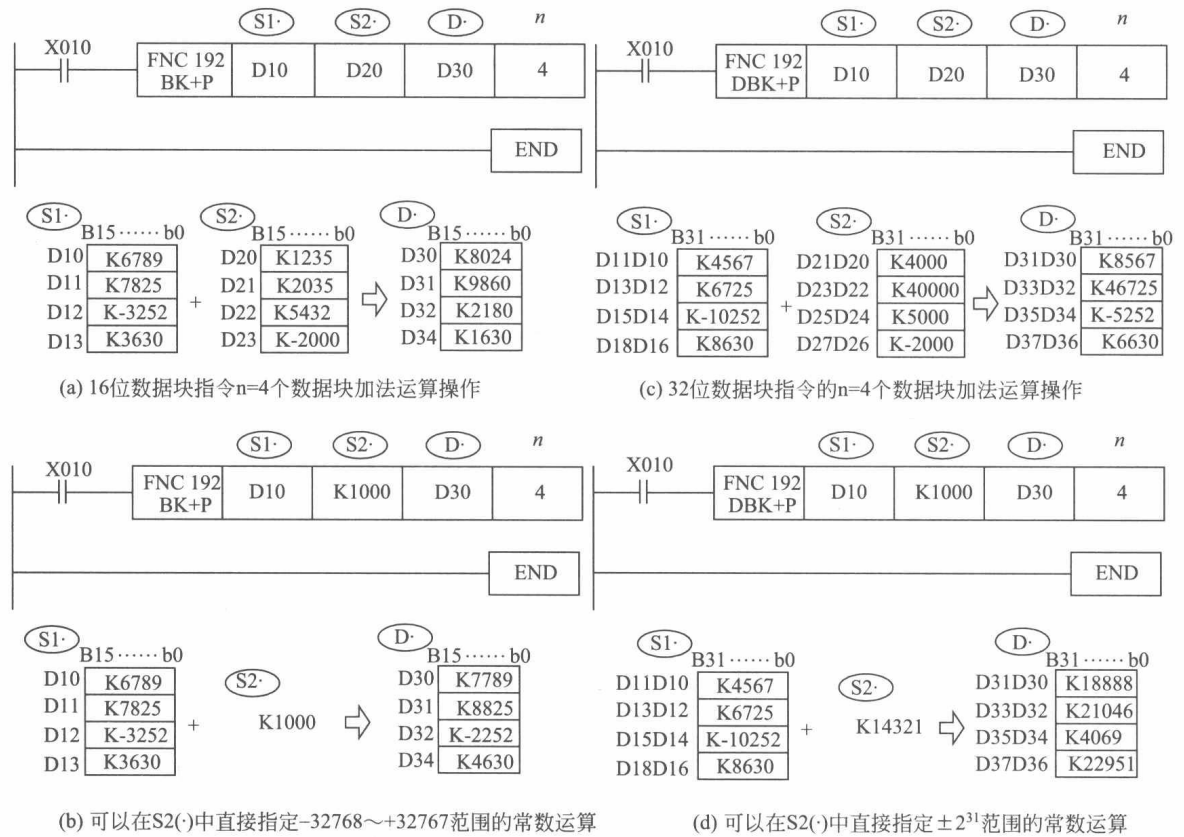 S1· S2· D· n
X010
FNC 192 BK+P D10 D20 D30 4
END
S1· S2· D·
B15……b0 B15……b0 B15……b0
D10 K6789 D20 K1235 D30 K8024
D11 K7825 + D21 K2035 D31 K9860
D12 K-3252 D22 K5432 D32 K2180
D13 K3630 D23 K-2000 D34 K1630
(a) 16位数据块指令n=4个数据块加法运算操作
S1· S2· D· n
X010
FNC 192 DBK+P D10 D20 D30 4
END
S1· S2· D·
B31……b0 B31……b0 B31……b0
D11D10 K4567 D21D20 K4000 D31D30 K8567
D13D12 K6725 + D23D22 K40000 D33D32 K46725
D15D14 K-10252 D25D24 K5000 D35D34 K-5252
D18D16 K8630 D27D26 K-2000 D37D36 K6630
(c) 32位数据块指令的n=4个数据块加法运算操作
S1· S2· D· n
X010
FNC 192 BK+P D10 K1000 D30 4
END
S1· S2· D·
B15……b0 B15……b0
D10 K6789 D30 K7789
D11 K7825 + K1000 D31 K8825
D12 K-3252 D32 K-2252
D13 K3630 D34 K4630
(b) 可以在S2(·)中直接指定–32768～+32767范围的常数运算
S1· S2· D· n
X010
FNC 192 DBK+P D10 K1000 D30 4
END
S1· S2· D·
B31……b0 B31……b0
D11D10 K4567 D31D30 K18888
D13D12 K6725 + K14321 D33D32 K21046
D15D14 K-10252 D35D34 K4069
D18D16 K8630 D37D36 K22951
(d) 可以在S2(·)中直接指定±2³¹范围的常数运算